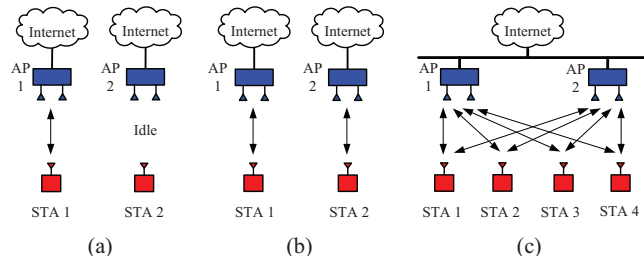 Internet
Internet
AP
1
AP
2
Idle
STA 1
STA 2
(a)
Internet
Internet
AP
1
AP
2
STA 1
STA 2
(b)
Internet
AP
1
AP
2
STA 1
STA 2
STA 3
STA 4
(c)